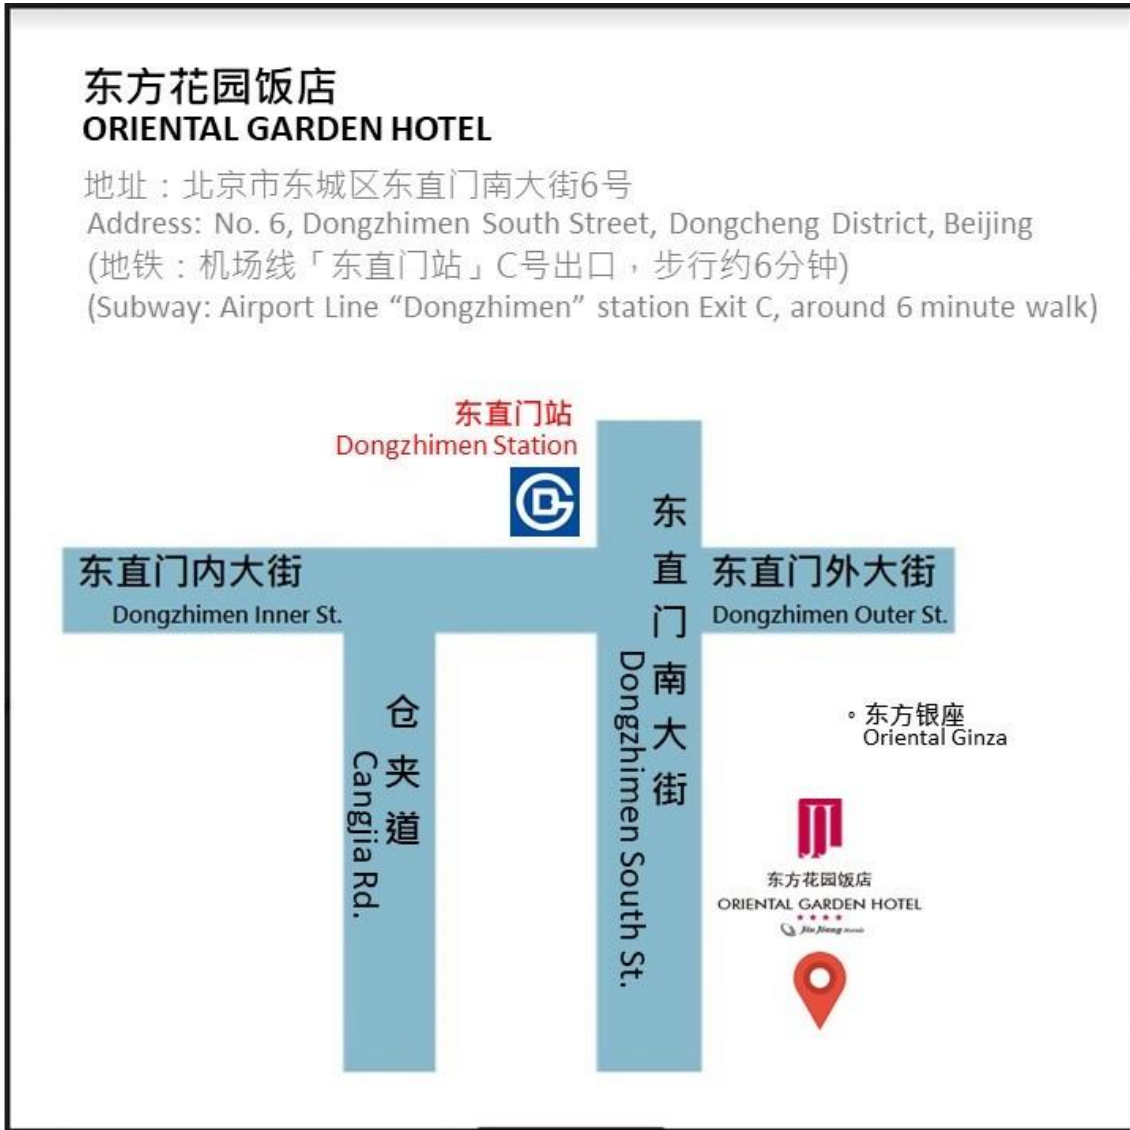 东方花园饭店
ORIENTAL GARDEN HOTEL
地址：北京市东城区东直门南大街6号
Address: No. 6, Dongzhimen South Street, Dongcheng District, Beijing
(地铁：机场线「东直门站」C号出口，步行约6分钟)
(Subway: Airport Line “Dongzhimen” station Exit C, around 6 minute walk)
东直门站
Dongzhimen Station
东直门内大街
Dongzhimen Inner St.
东直门南大街
Dongzhimen South St.
东直门外大街
Dongzhimen Outer St.
仓夹道
Cangjia Rd.
东方银座
Oriental Ginza
东方花园饭店
ORIENTAL GARDEN HOTEL
Jin Jiang